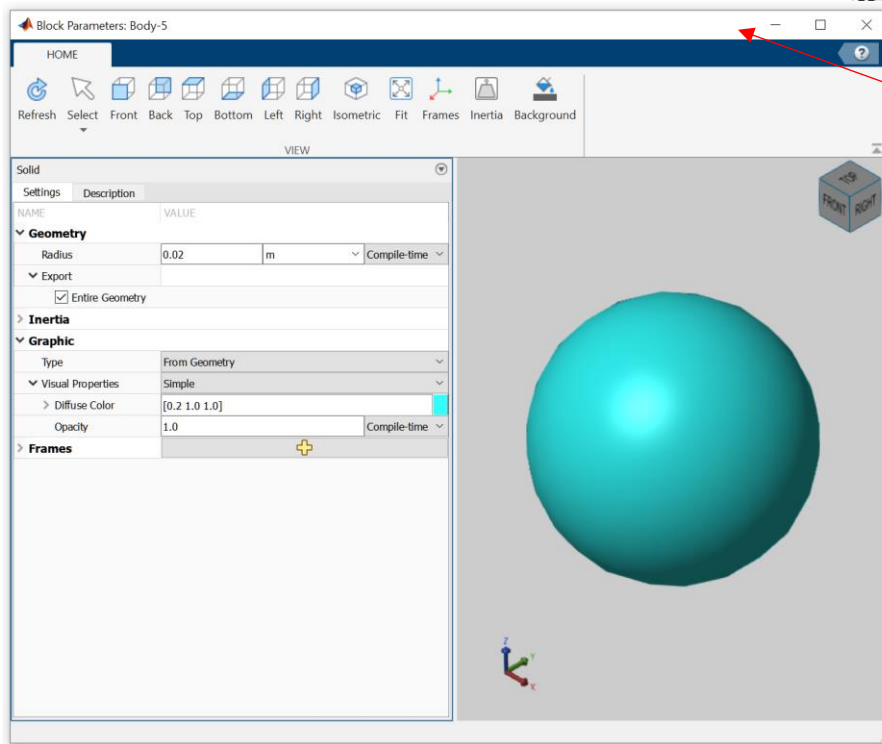 Block Parameters: Body-5
HOME
Refresh Select Front Back Top Bottom Left Right Isometric Fit Frames Inertia Background
VIEW
Solid
Settings Description
NAME VALUE
Geometry
Radius 0.02 m Compile-time
Export
Entire Geometry
Inertia
Graphic
Type From Geometry
Visual Properties Simple
Diffuse Color [0.2 1.0 1.0]
Opacity 1.0 Compile-time
Frames
TOP
FRONT RIGHT
Z
Y
X